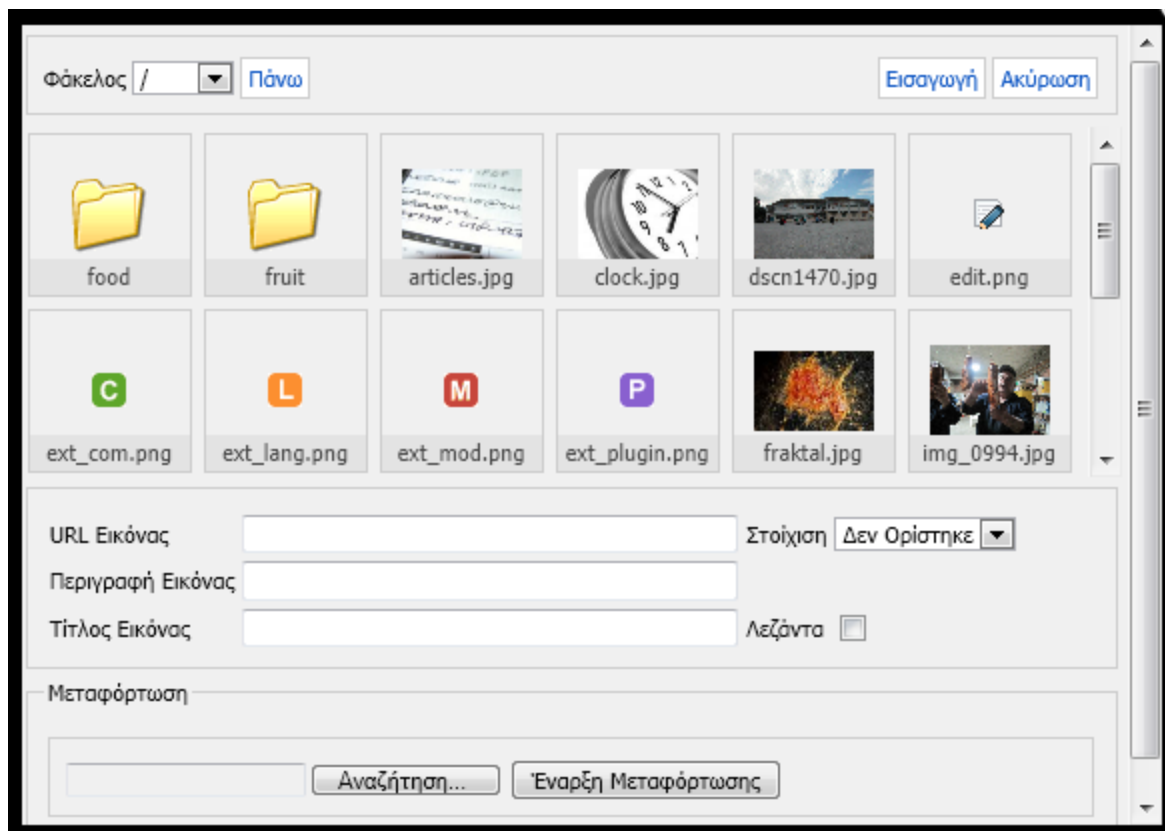 Φάκελος / Πάνω Εισαγωγή Ακύρωση
food fruit articles.jpg clock.jpg dscn1470.jpg edit.png
C L M P
ext_com.png ext_lang.png ext_mod.png ext_plugin.png fraktal.jpg img_0994.jpg
URL Εικόνας Στοίχιση Δεν Ορίστηκε
Περιγραφή Εικόνας
Τίτλος Εικόνας Λεζάντα
Μεταφόρτωση
Αναζήτηση... Έναρξη Μεταφόρτωσης